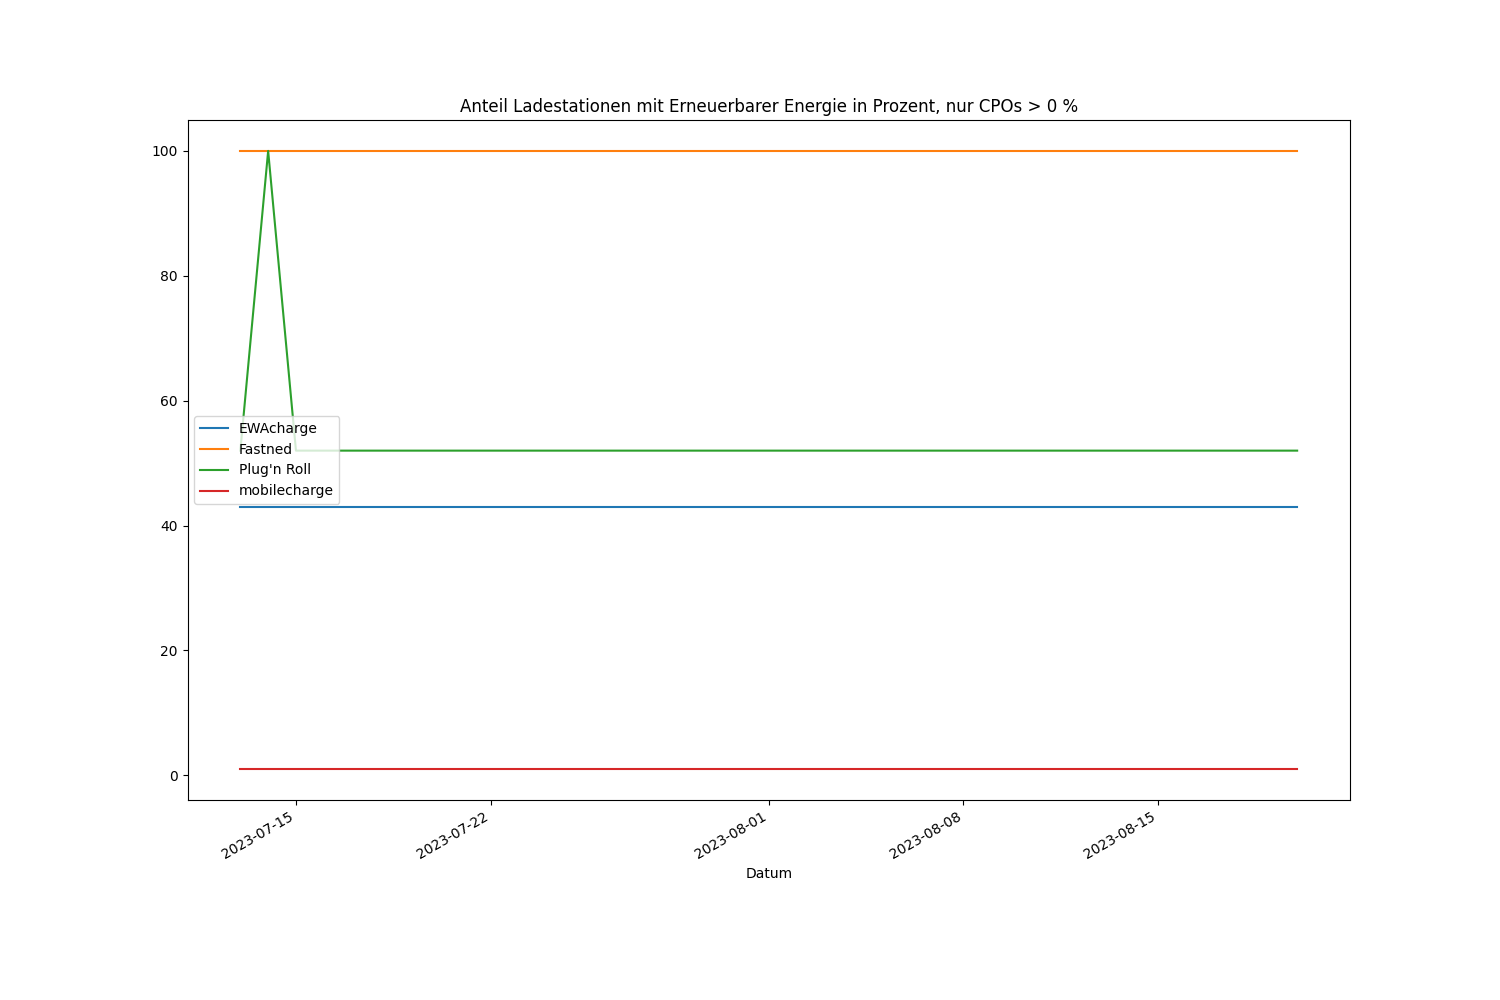 Anteil Ladestationen mit Erneuerbarer Energie in Prozent, nur CPOs > 0 %
100
80
60
40
20
0
EWAcharge
Fastned
Plug'n Roll
mobilecharge
2023-07-15
2023-07-22
2023-08-01
2023-08-08
2023-08-15
Datum